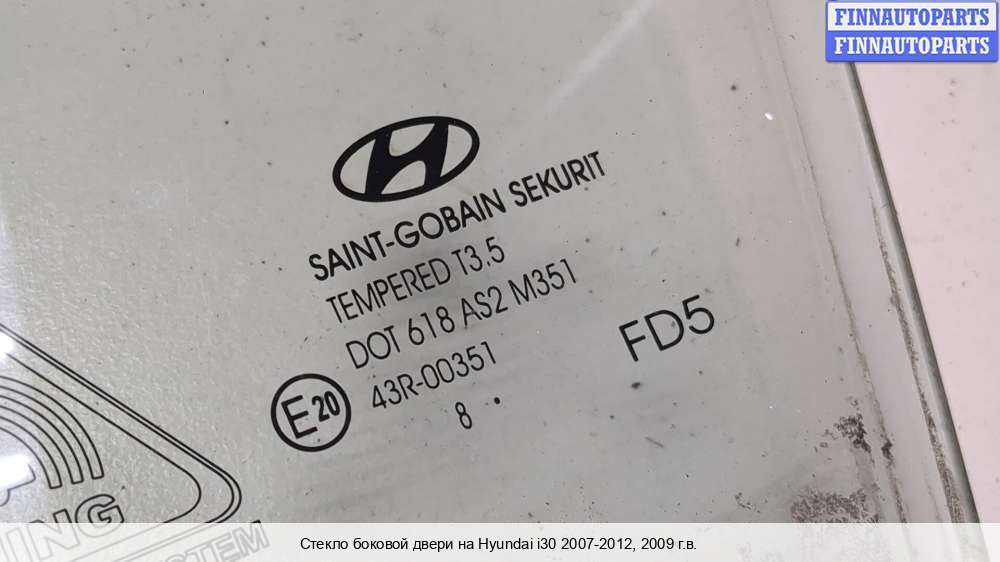 FINNAUTOPARTS
FINNAUTOPARTS
SAINT-GOBAIN SEKURIT
TEMPERED T3.5
DOT 618 AS2 M351
43R-00351
E20
8 .
FD5
SYSTEM
Стекло боковой двери на Hyundai i30 2007-2012, 2009 г.в.